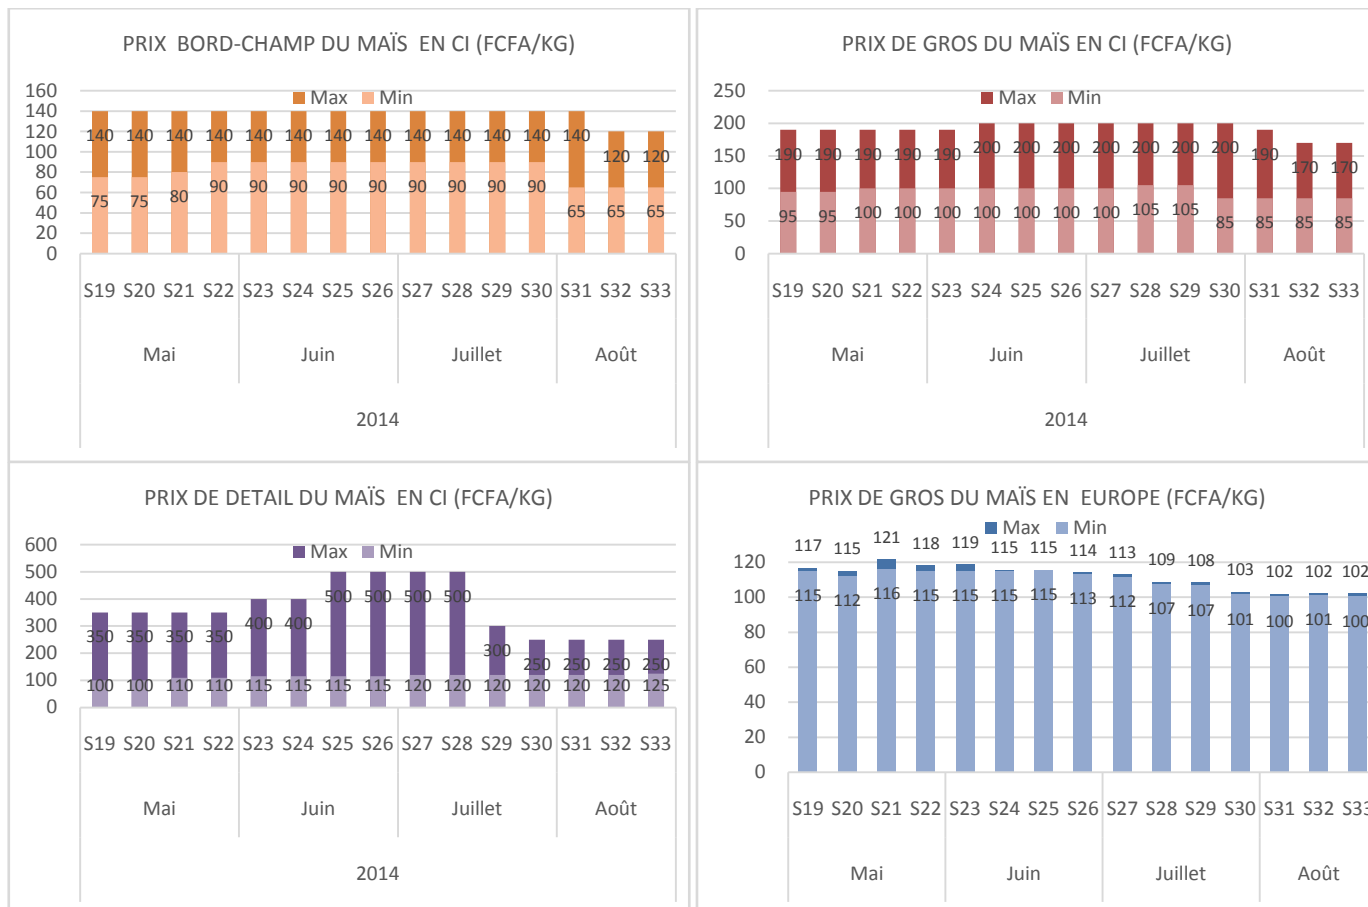 PRIX BORD-CHAMP DU MAÏS EN CI (FCFA/KG)
160
140
120
100
80
60
40
20
0
Max Min
140 140 140 140 140 140 140 140 140 140 140 140 140 120 120
75 75 80 90 90 90 90 90 90 90 90 90 65 65 65
S19 S20 S21 S22 S23 S24 S25 S26 S27 S28 S29 S30 S31 S32 S33
Mai Juin Juillet Août
2014
PRIX DE GROS DU MAÏS EN CI (FCFA/KG)
250
200
150
100
50
0
Max Min
190 190 190 190 190 200 200 200 200 200 200 200 190 170 170
95 95 100 100 100 100 100 100 100 105 105 85 85 85 85
S19 S20 S21 S22 S23 S24 S25 S26 S27 S28 S29 S30 S31 S32 S33
Mai Juin Juillet Août
2014
PRIX DE DETAIL DU MAÏS EN CI (FCFA/KG)
600
500
400
300
200
100
0
Max Min
350 350 350 350 400 400 500 500 500 500 300 250 250 250 250
100 100 110 110 115 115 115 115 120 120 120 120 120 120 125
S19 S20 S21 S22 S23 S24 S25 S26 S27 S28 S29 S30 S31 S32 S33
Mai Juin Juillet Août
2014
PRIX DE GROS DU MAÏS EN EUROPE (FCFA/KG)
Max Min
120
100
80
60
40
20
0
117 115 121 118 119 115 115 114 113 109 108 103 102 102 102
115 112 116 115 115 115 115 113 112 107 107 101 100 101 100
S19 S20 S21 S22 S23 S24 S25 S26 S27 S28 S29 S30 S31 S32 S33
Mai Juin Juillet Août